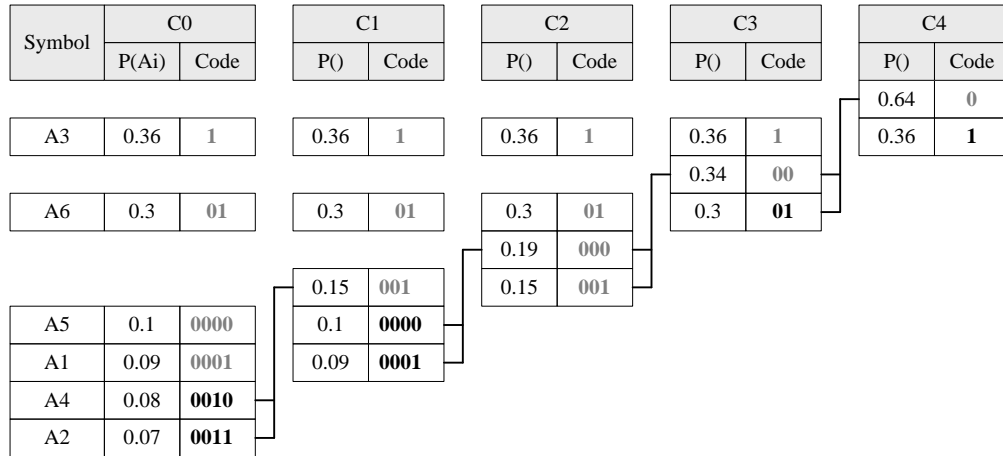 Symbol C0 C1 C2 C3 C4
P(Ai) Code P() Code P() Code P() Code P() Code
0.64 0
A3 0.36 1 0.36 1 0.36 1 0.36 1 0.36 1
0.34 00
A6 0.3 01 0.3 01 0.3 01 0.3 01
0.19 000
0.15 001 0.15 001
A5 0.1 0000 0.1 0000
A1 0.09 0001 0.09 0001
A4 0.08 0010
A2 0.07 0011